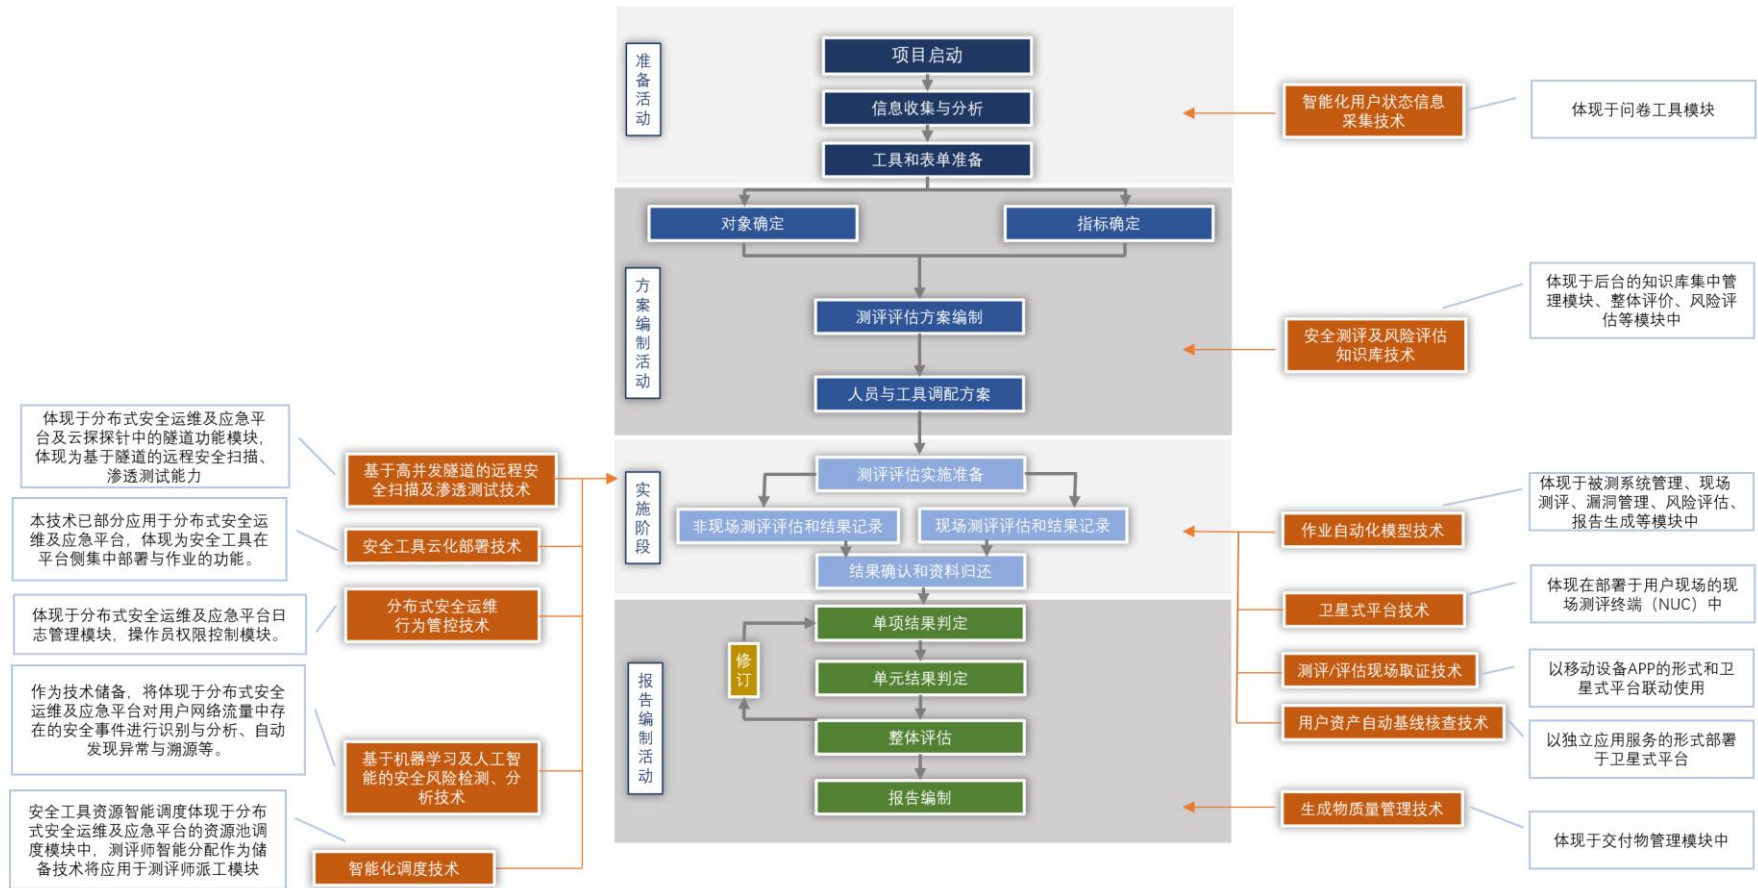 准备活动
项目启动
信息收集与分析
工具和表单准备
智能化用户状态信息
采集技术
体现于问卷工具模块
方案编制活动
对象确定
指标确定
测评评估方案编制
人员与工具调配方案
安全测评及风险评估
知识库技术
体现于后台的知识库集中管
理模块、整体评价、风险评
估等模块中
实施阶段
测评评估实施准备
非现场测评评估和结果记录
现场测评评估和结果记录
结果确认和资料归还
体现于分布式安全运维及应急平
台及云探探针中的隧道功能模块,
体现为基于隧道的远程安全扫描、
渗透测试能力
基于高并发隧道的远程安
全扫描及渗透测试技术
本技术已部分应用于分布式安全运
维及应急平台，体现为安全工具在
平台侧集中部署与作业的功能。
安全工具云化部署技术
体现于分布式安全运维及应急平台日
志管理模块，操作员权限控制模块。
分布式安全运维
行为管控技术
作为技术储备，将体现于分布式安全
运维及应急平台对用户网络流量中存
在的安全事件进行识别与分析、自动
发现异常与溯源等。
基于机器学习及人工智
能的安全风险检测、分
析技术
安全工具资源智能调度体现于分布
式安全运维及应急平台的资源池调
度模块中，测评师智能分配作为储
备技术将应用于测评师派工模块
智能化调度技术
作业自动化模型技术
体现于被测系统管理、现场
测评、漏洞管理、风险评估、
报告生成等模块中
卫星式平台技术
体现在部署于用户现场的现
场测评终端（NUC）中
测评/评估现场取证技术
以移动设备APP的形式和卫
星式平台联动使用
用户资产自动基线核查技术
以独立应用服务的形式部署
于卫星式平台
报告编制活动
单项结果判定
修订
单元结果判定
整体评估
报告编制
生成物质量管理技术
体现于交付物管理模块中